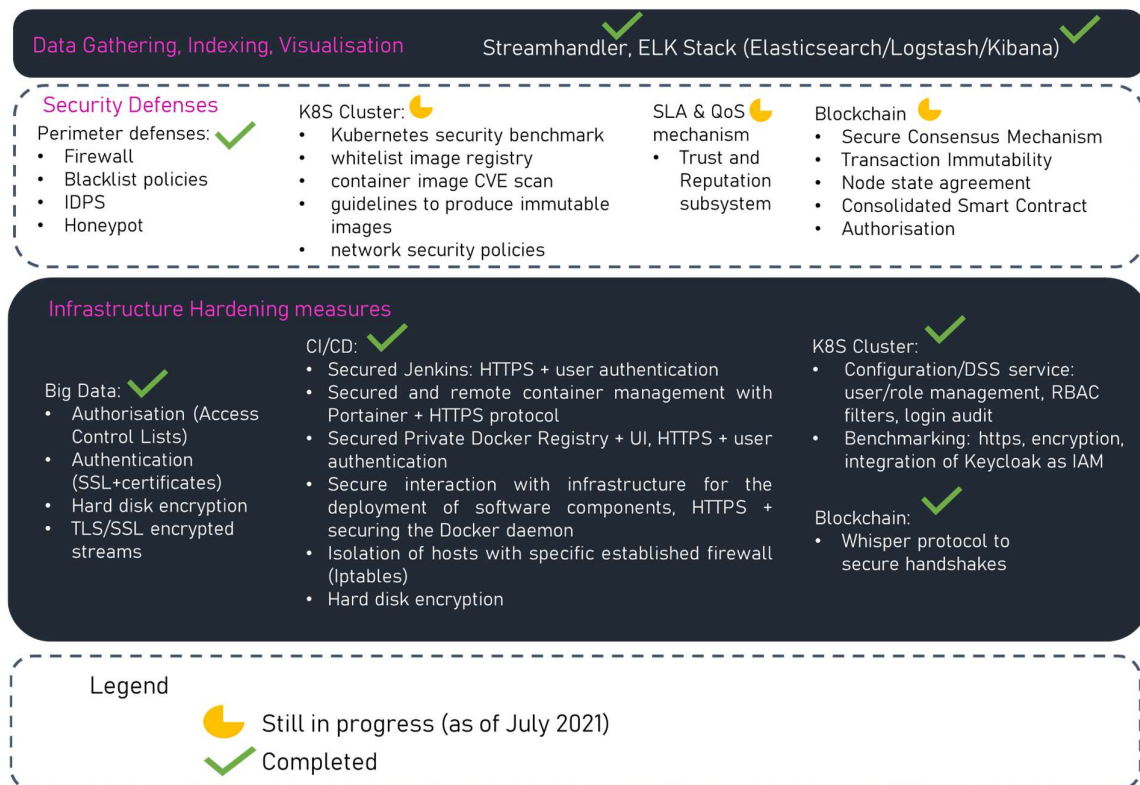 Data Gathering, Indexing, Visualisation
Streamhandler, ELK Stack (Elasticsearch/Logstash/Kibana)
Security Defenses
Perimeter defenses:
• Firewall
• Blacklist policies
• IDPS
• Honeypot
K8S Cluster:
• Kubernetes security benchmark
• whitelist image registry
• container image CVE scan
• guidelines to produce immutable
images
• network security policies
SLA & QoS
mechanism
• Trust and
Reputation
subsystem
Blockchain
• Secure Consensus Mechanism
• Transaction Immutability
• Node state agreement
• Consolidated Smart Contract
• Authorisation
Infrastructure Hardening measures
Big Data:
• Authorisation (Access
Control Lists)
• Authentication
(SSL+certificates)
• Hard disk encryption
• TLS/SSL encrypted
streams
CI/CD:
• Secured Jenkins: HTTPS + user authentication
• Secured and remote container management with
Portainer + HTTPS protocol
• Secured Private Docker Registry + UI, HTTPS + user
authentication
• Secure interaction with infrastructure for the
deployment of software components, HTTPS +
securing the Docker daemon
• Isolation of hosts with specific established firewall
(Iptables)
• Hard disk encryption
K8S Cluster:
• Configuration/DSS service:
user/role management, RBAC
filters, login audit
• Benchmarking: https, encryption,
integration of Keycloak as IAM
Blockchain:
• Whisper protocol to
secure handshakes
Legend
Still in progress (as of July 2021)
Completed